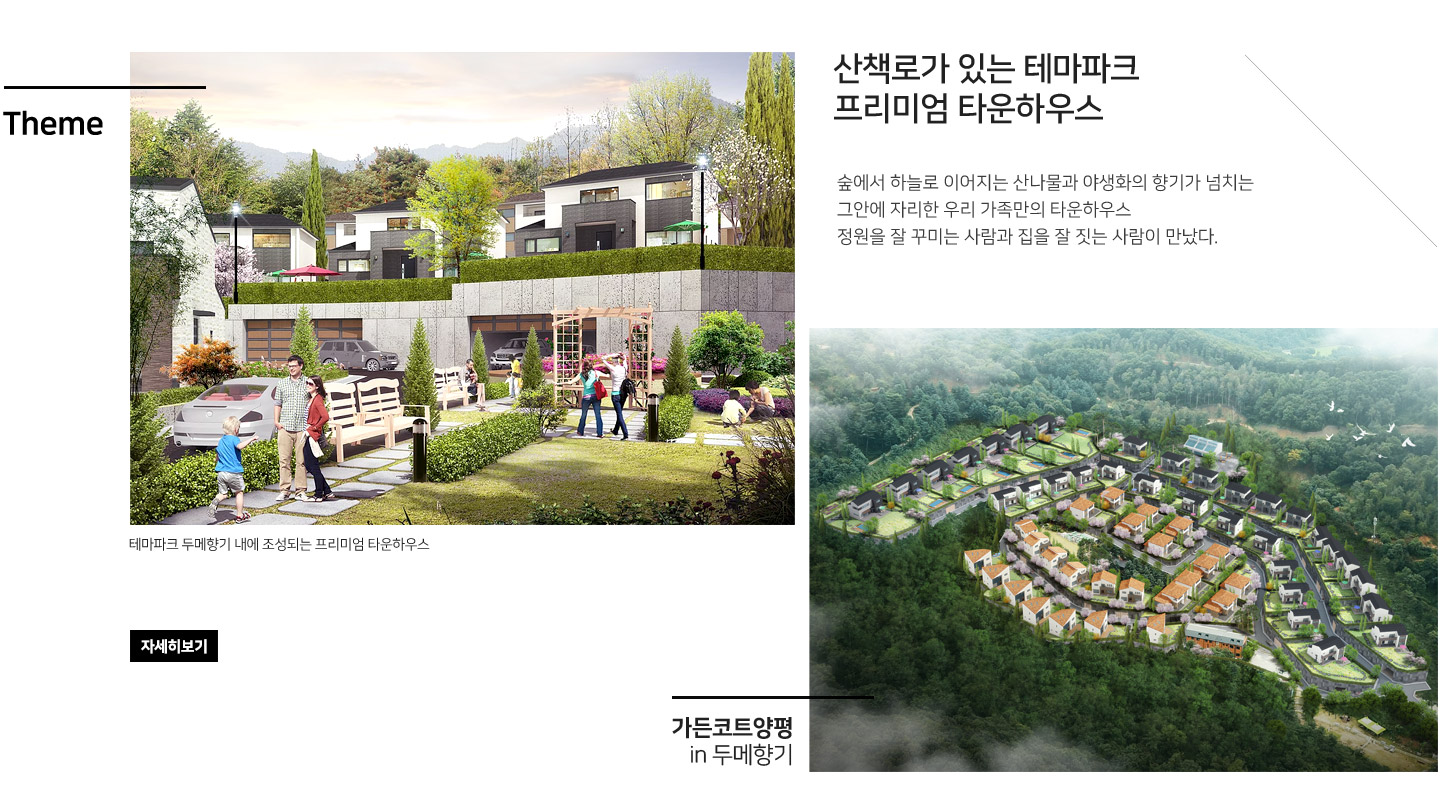 Theme
산책로가 있는 테마파크
프리미엄 타운하우스
숲에서 하늘로 이어지는 산나물과 야생화의 향기가 넘치는
그안에 자리한 우리 가족만의 타운하우스
정원을 잘 꾸미는 사람과 집을 잘 짓는 사람이 만났다.
테마파크 두메향기 내에 조성되는 프리미엄 타운하우스
자세히보기
가든코트양평
in 두메향기